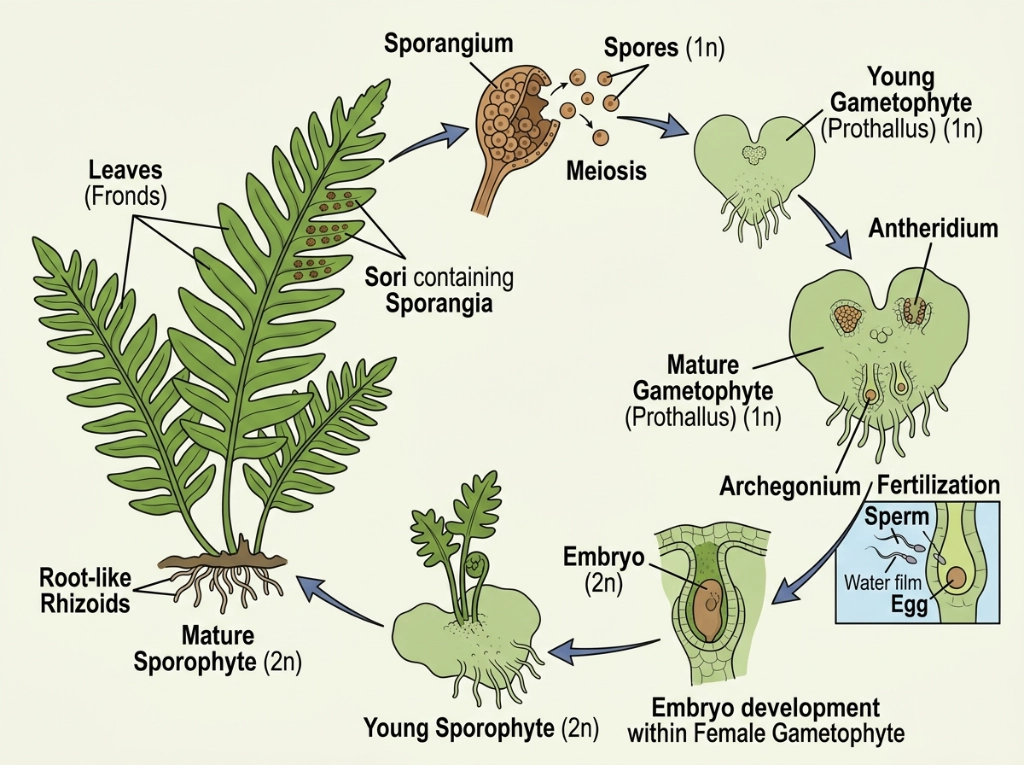 Sporangium
Spores (1n)
Young
Gametophyte
(Prothallus) (1n)
Leaves
(Fronds)
Meiosis
Antheridium
Sori containing
Sporangia
Mature
Gametophyte
(Prothallus) (1n)
Archegonium
Fertilization
Sperm
Water film
Egg
Embryo
(2n)
Root-like
Rhizoids
Mature
Sporophyte (2n)
Young Sporophyte (2n)
Embryo development
within Female Gametophyte